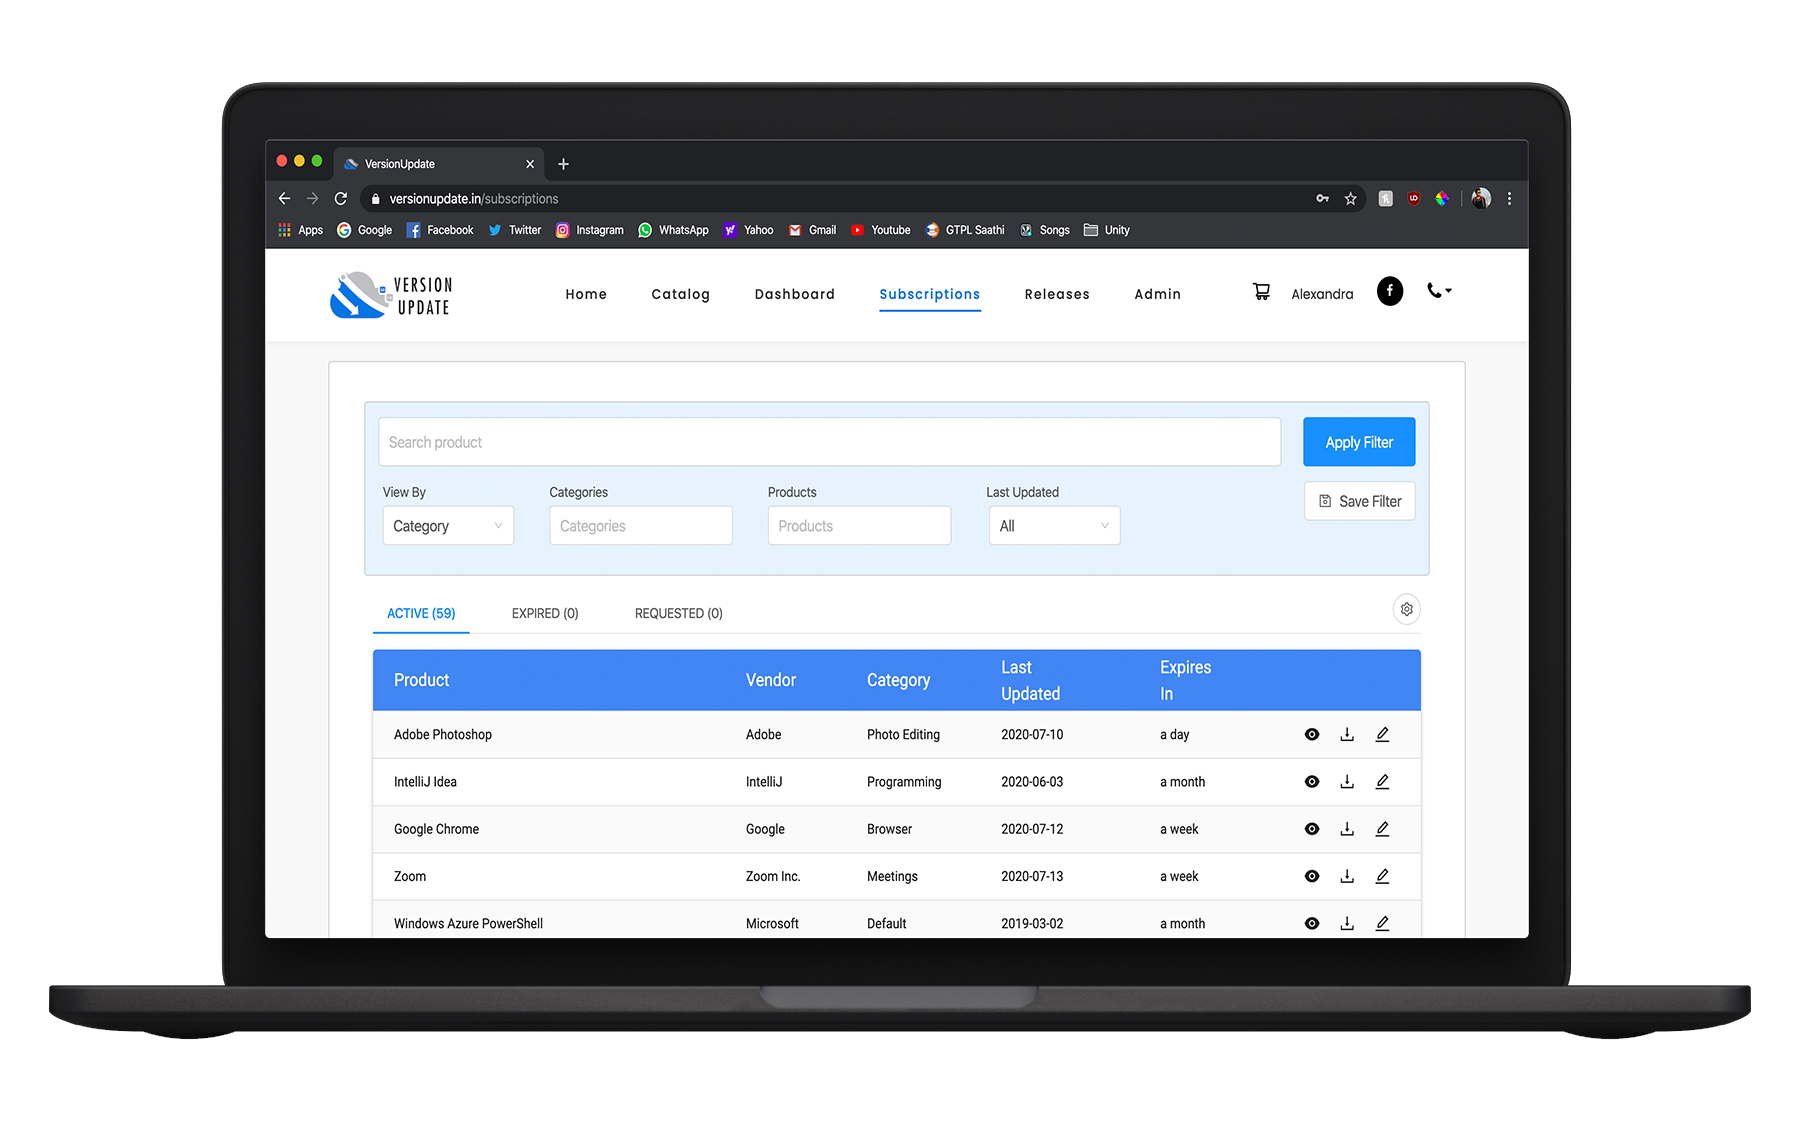 VersionUpdate
versionupdate.in/subscriptions
Apps Google Facebook Twitter Instagram WhatsApp Yahoo Gmail Youtube GTPL Saathi Songs Unity
VERSION
UPDATE
Home Catalog Dashboard Subscriptions Releases Admin Alexandra
Search product
Apply Filter
View By Categories Products Last Updated
Save Filter
Category Categories Products All
ACTIVE (59) EXPIRED (0) REQUESTED (0)
Product Vendor Category Last Updated Expires In
Adobe Photoshop Adobe Photo Editing 2020-07-10 a day
IntelliJ Idea IntelliJ Programming 2020-06-03 a month
Google Chrome Google Browser 2020-07-12 a week
Zoom Zoom Inc. Meetings 2020-07-13 a week
Windows Azure PowerShell Microsoft Default 2019-03-02 a month